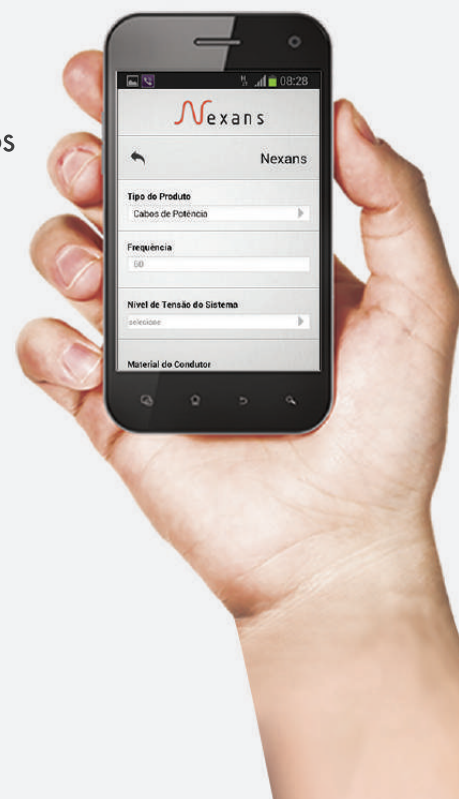 os
08:28
Nexans
Nexans
Tipo do Produto
Cabos de Potência
Frequência
60
Nível de Tensão do Sistema
selecione
Material do Condutor